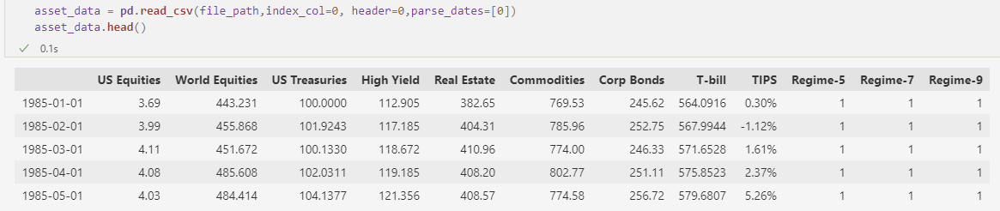 asset_data = pd.read_csv(file_path,index_col=0, header=0,parse_dates=[0])
asset_data.head()
✓ 0.1s
US Equities World Equities US Treasuries High Yield Real Estate Commodities Corp Bonds T-bill TIPS Regime-5 Regime-7 Regime-9
1985-01-01 3.69 443.231 100.0000 112.905 382.65 769.53 245.62 564.0916 0.30% 1 1 1
1985-02-01 3.99 455.868 101.9243 117.185 404.31 785.96 252.75 567.9944 -1.12% 1 1 1
1985-03-01 4.11 451.672 100.1330 118.672 410.96 774.00 246.33 571.6528 1.61% 1 1 1
1985-04-01 4.08 485.608 102.0311 119.185 408.20 802.77 251.11 575.8523 2.37% 1 1 1
1985-05-01 4.03 484.414 104.1377 121.356 408.57 774.58 256.72 579.6807 5.26% 1 1 1